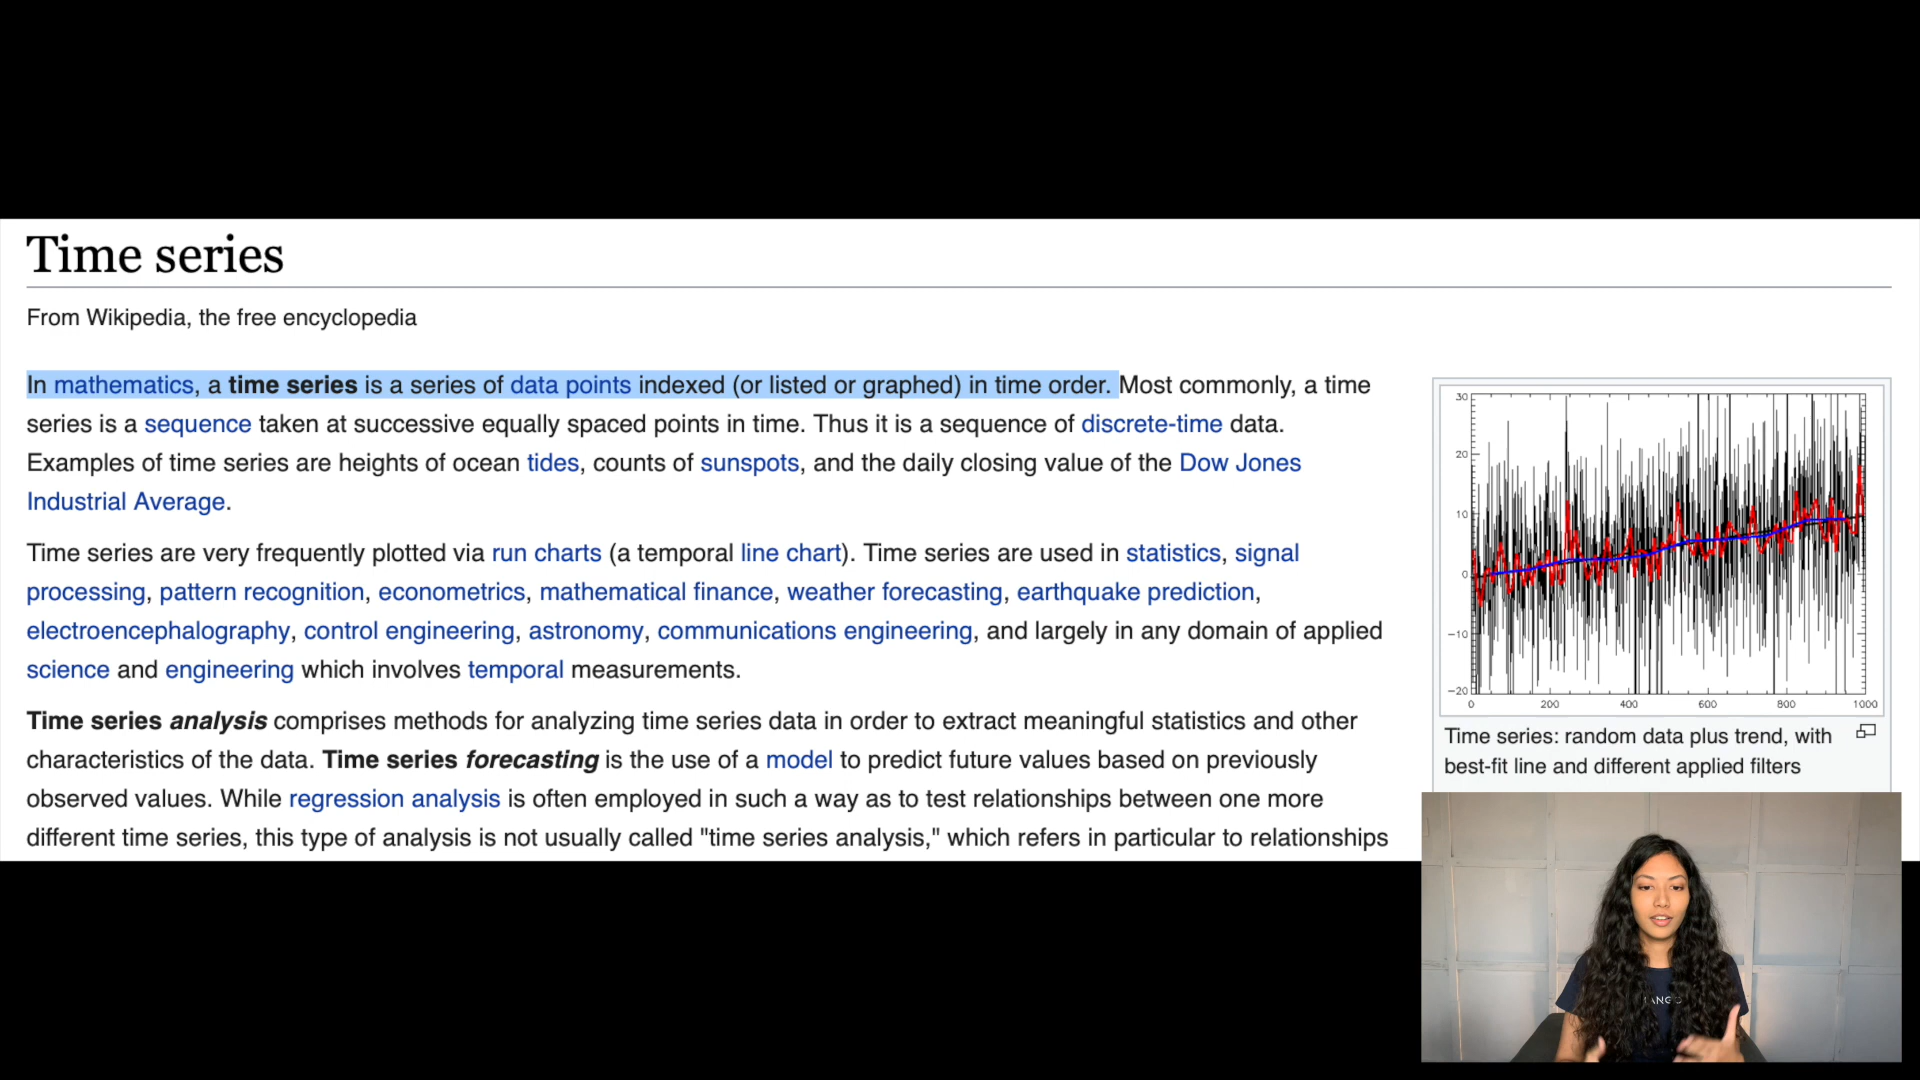 Time series
From Wikipedia, the free encyclopedia
In mathematics, a time series is a series of data points indexed (or listed or graphed) in time order. Most commonly, a time
series is a sequence taken at successive equally spaced points in time. Thus it is a sequence of discrete-time data.
Examples of time series are heights of ocean tides, counts of sunspots, and the daily closing value of the Dow Jones
Industrial Average.
Time series are very frequently plotted via run charts (a temporal line chart). Time series are used in statistics, signal
processing, pattern recognition, econometrics, mathematical finance, weather forecasting, earthquake prediction,
electroencephalography, control engineering, astronomy, communications engineering, and largely in any domain of applied
science and engineering which involves temporal measurements.
Time series analysis comprises methods for analyzing time series data in order to extract meaningful statistics and other
characteristics of the data. Time series forecasting is the use of a model to predict future values based on previously
observed values. While regression analysis is often employed in such a way as to test relationships between one more
different time series, this type of analysis is not usually called "time series analysis," which refers in particular to relationships
30
20
10
0
−10
−20
0 200 400 600 800 1000
Time series: random data plus trend, with
best-fit line and different applied filters